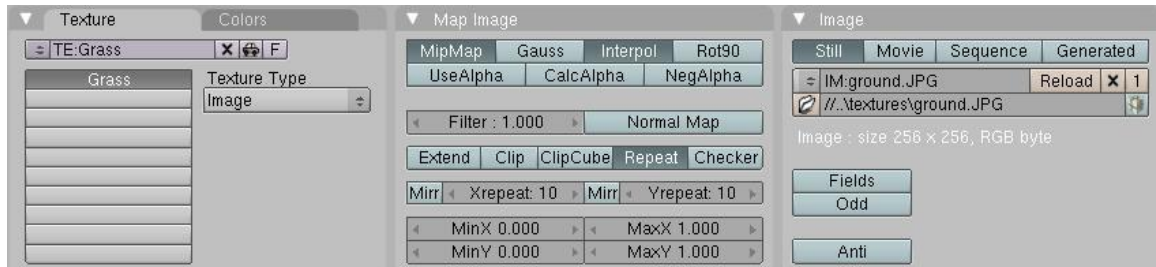 Texture Colors
TE:Grass X F
Grass
Texture Type
Image
Map Image
MipMap Gauss Interpol Rot90
UseAlpha CalcAlpha NegAlpha
Filter : 1.000 Normal Map
Extend Clip ClipCube Repeat Checker
Mirr Xrepeat: 10 Mirr Yrepeat: 10
MinX 0.000 MaxX 1.000
MinY 0.000 MaxY 1.000
Image
Still Movie Sequence Generated
IM:ground.JPG Reload X 1
//..\textures\ground.JPG
Image : size 256 x 256, RGB byte
Fields
Odd
Anti